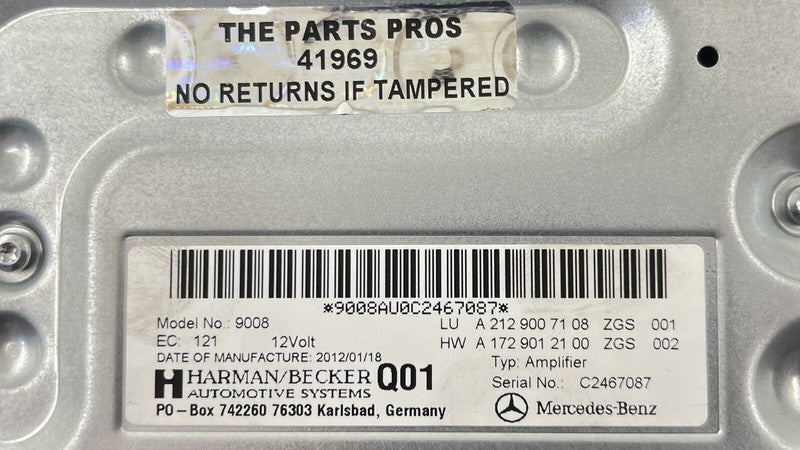 THE PARTS PROS
41969
NO RETURNS IF TAMPERED
*9008AU0C2467087*
Model No.: 9008 LU A 212 900 71 08 ZGS 001
EC: 121 12Volt HW A 172 901 21 00 ZGS 002
DATE OF MANUFACTURE: 2012/01/18 Typ: Amplifier
HARMAN/BECKER Q01 Serial No.: C2467087
AUTOMOTIVE SYSTEMS
PO-Box 742260 76303 Karlsbad, Germany Mercedes-Benz